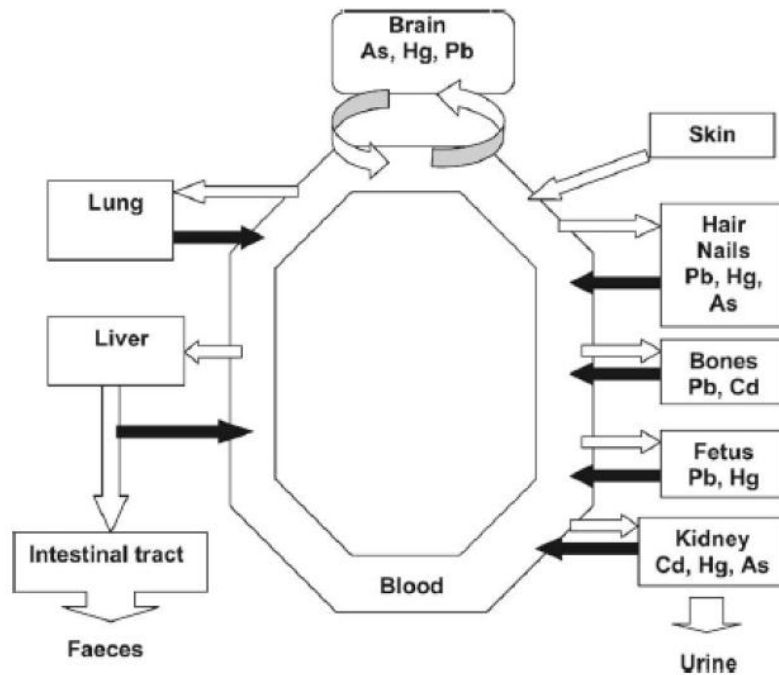 Brain
As, Hg, Pb
Skin
Lung
Hair
Nails
Pb, Hg,
As
Liver
Bones
Pb, Cd
Fetus
Pb, Hg
Intestinal tract
Kidney
Cd, Hg, As
Blood
Faeces
Urine